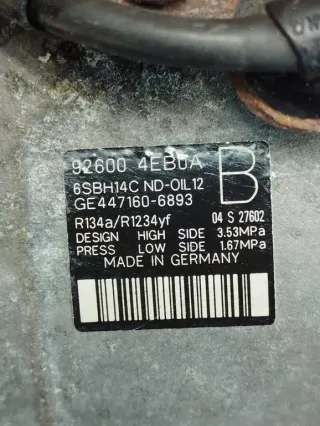 92600 4EB0A
B
6SBH14C ND-OIL12
GE447160-6893
R134a/R1234yf 04 S 27602
DESIGN HIGH SIDE 3.53MPa
PRESS LOW SIDE 1.67MPa
MADE IN GERMANY